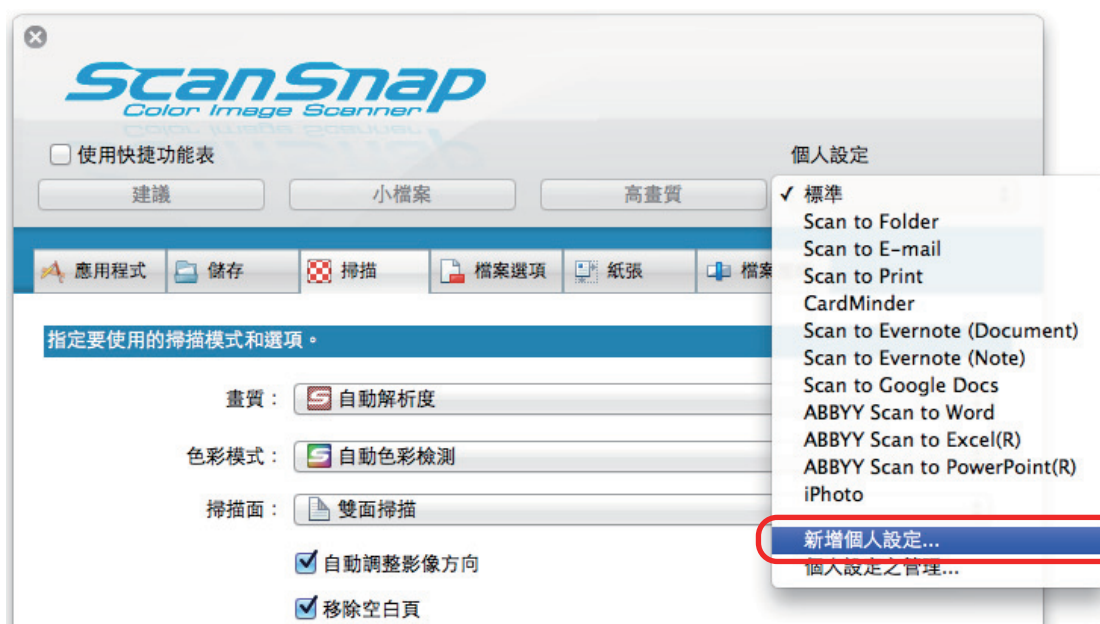 ScanSnap
Color Image Scanner
使用快捷功能表
個人設定
建議
小檔案
高畫質
✓ 標準
Scan to Folder
Scan to E-mail
Scan to Print
CardMinder
Scan to Evernote (Document)
Scan to Evernote (Note)
Scan to Google Docs
ABBYY Scan to Word
ABBYY Scan to Excel(R)
ABBYY Scan to PowerPoint(R)
iPhoto
新增個人設定...
個人設定之管理...
應用程式
儲存
掃描
檔案選項
紙張
檔案
指定要使用的掃描模式和選項。
畫質：
自動解析度
色彩模式：
自動色彩檢測
掃描面：
雙面掃描
自動調整影像方向
移除空白頁